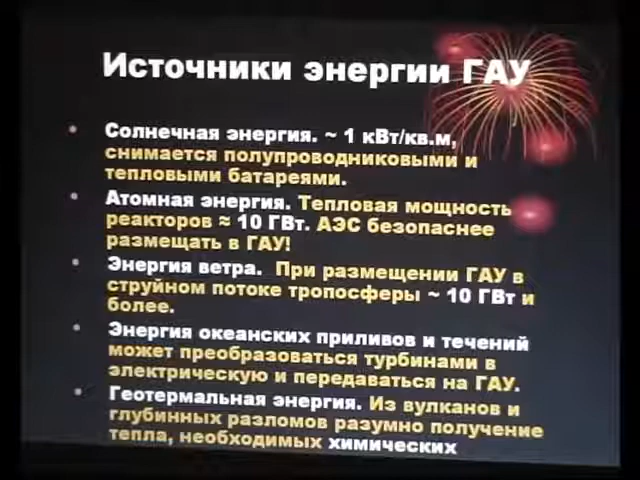 Источники энергии ГАУ
• Солнечная энергия. ~ 1 кВт/кв.м,
снимается полупроводниковыми и
тепловыми батареями.
• Атомная энергия. Тепловая мощность
реакторов ≈ 10 ГВт. АЭС безопаснее
размещать в ГАУ!
• Энергия ветра. При размещении ГАУ в
струйном потоке тропосферы ~ 10 ГВт и
более.
• Энергия океанских приливов и течений
может преобразоваться турбинами в
электрическую и передаваться на ГАУ.
• Геотермальная энергия. Из вулканов и
глубинных разломов разумно получение
тепла, необходимых химических